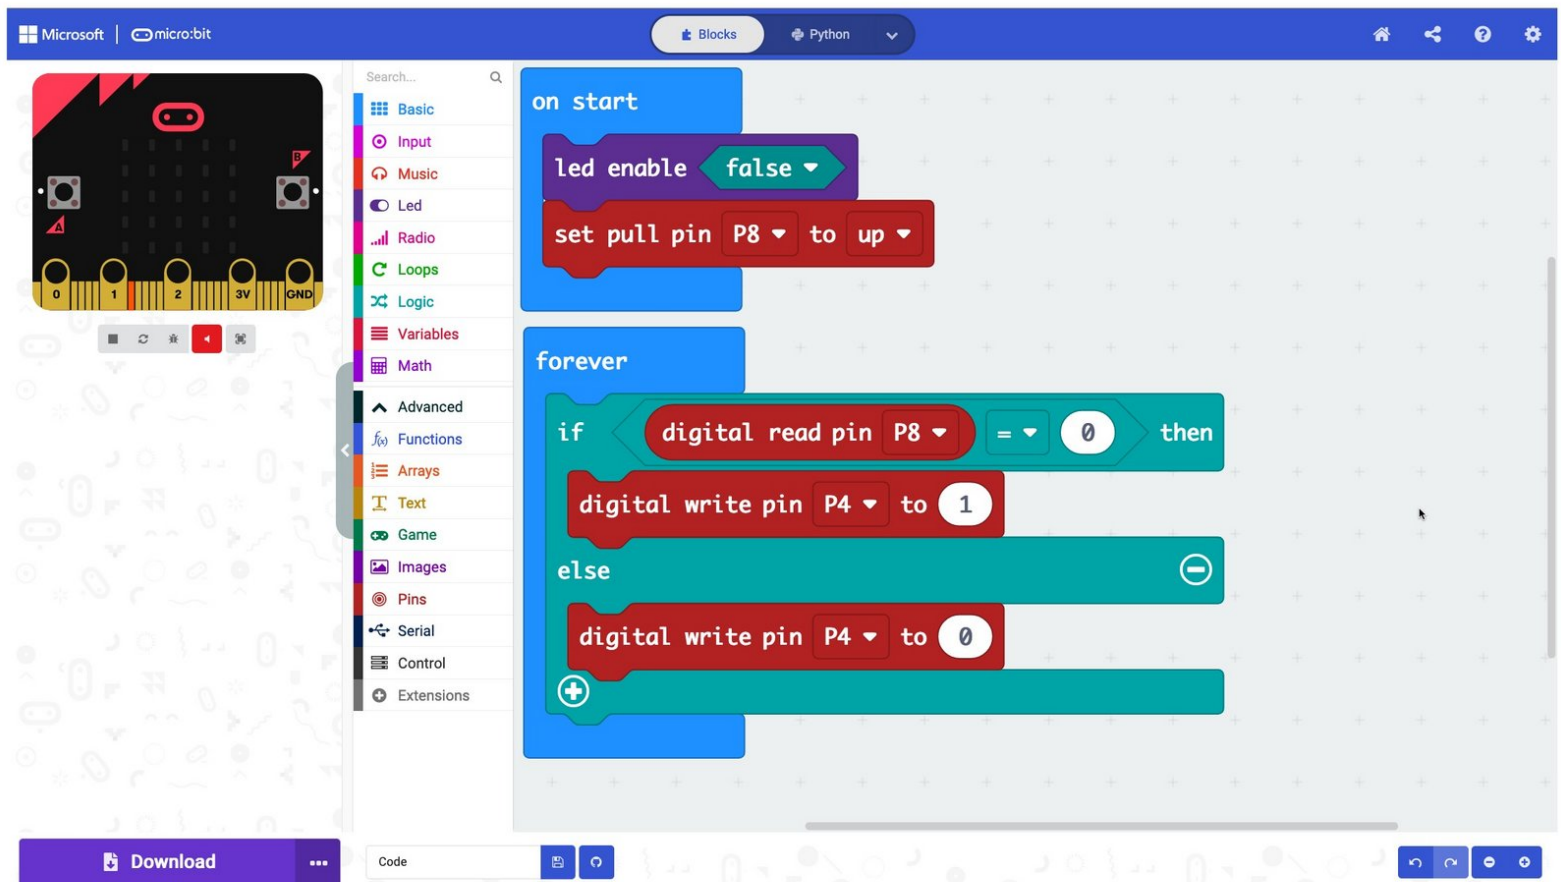 Microsoft | micro:bit
Blocks
Python
Search...
Basic
Input
Music
Led
Radio
Loops
Logic
Variables
Math
Advanced
f(x) Functions
Arrays
Text
Game
Images
Pins
Serial
Control
Extensions
A
B
0 1 2 3V GND
on start
led enable false
set pull pin P8 to up
forever
if digital read pin P8 = 0 then
digital write pin P4 to 1
else
digital write pin P4 to 0
Download
Code